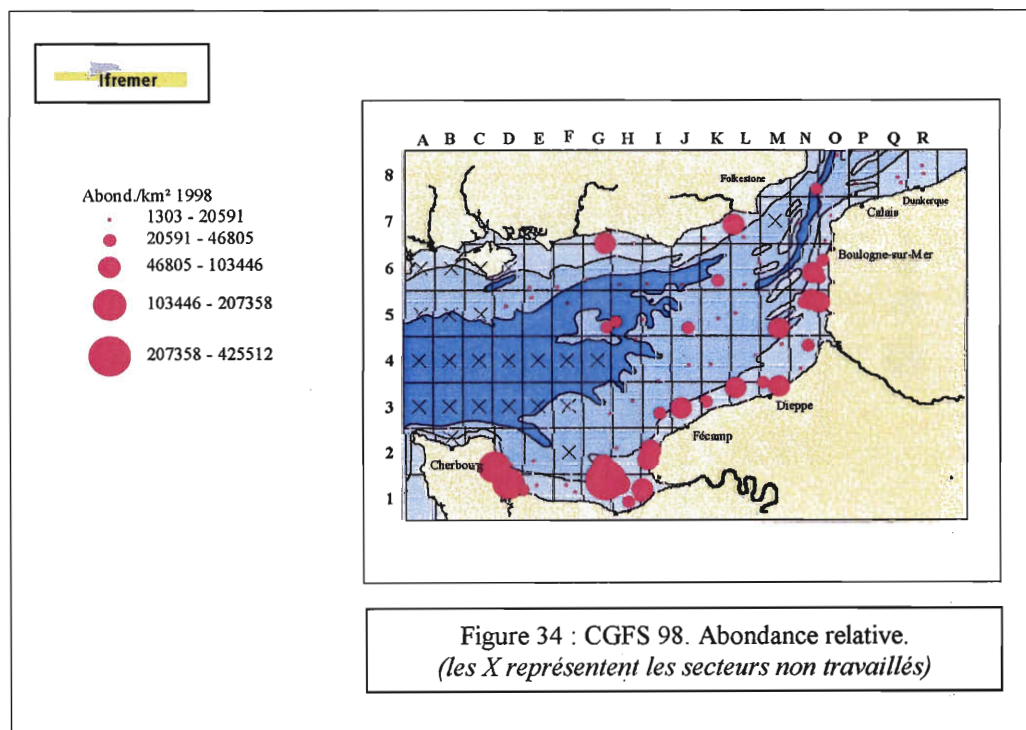 Ifremer
Abond./km² 1998
1303 - 20591
20591 - 46805
46805 - 103446
103446 - 207358
207358 - 425512
A B C D E F G H I J K L M N O P Q R
8
7
6
5
4
3
2
1
Folkestone
Dunkerque
Calais
Boulogne-sur-Mer
Dieppe
Fécamp
Cherbourg
X
X
X X X
X X X X X X X
X X X X X X
X X
Figure 34 : CGFS 98. Abondance relative.
(les X représentent les secteurs non travaillés)